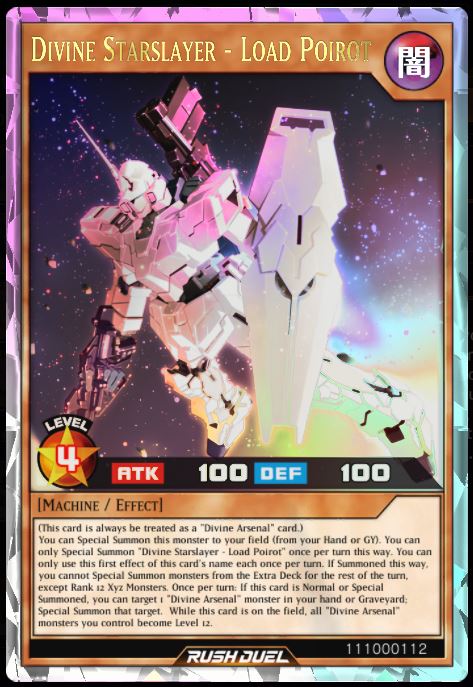 Divine Starslayer - Load Poirot
闇
LEVEL
4
ATK 100 DEF 100
[Machine / Effect]
(This card is always be treated as a "Divine Arsenal" card.)
You can Special Summon this monster to your field (from your Hand or GY). You can
only Special Summon "Divine Starslayer - Load Poirot" once per turn this way. You can
only use this first effect of this card's name each once per turn. If Summoned this way,
you cannot Special Summon monsters from the Extra Deck for the rest of the turn,
except Rank 12 Xyz Monsters. Once per turn: If this card is Normal or Special
Summoned, you can target 1 "Divine Arsenal" monster in your hand or Graveyard;
Special Summon that target. While this card is on the field, all "Divine Arsenal"
monsters you control become Level 12.
111000112
RUSH DUEL